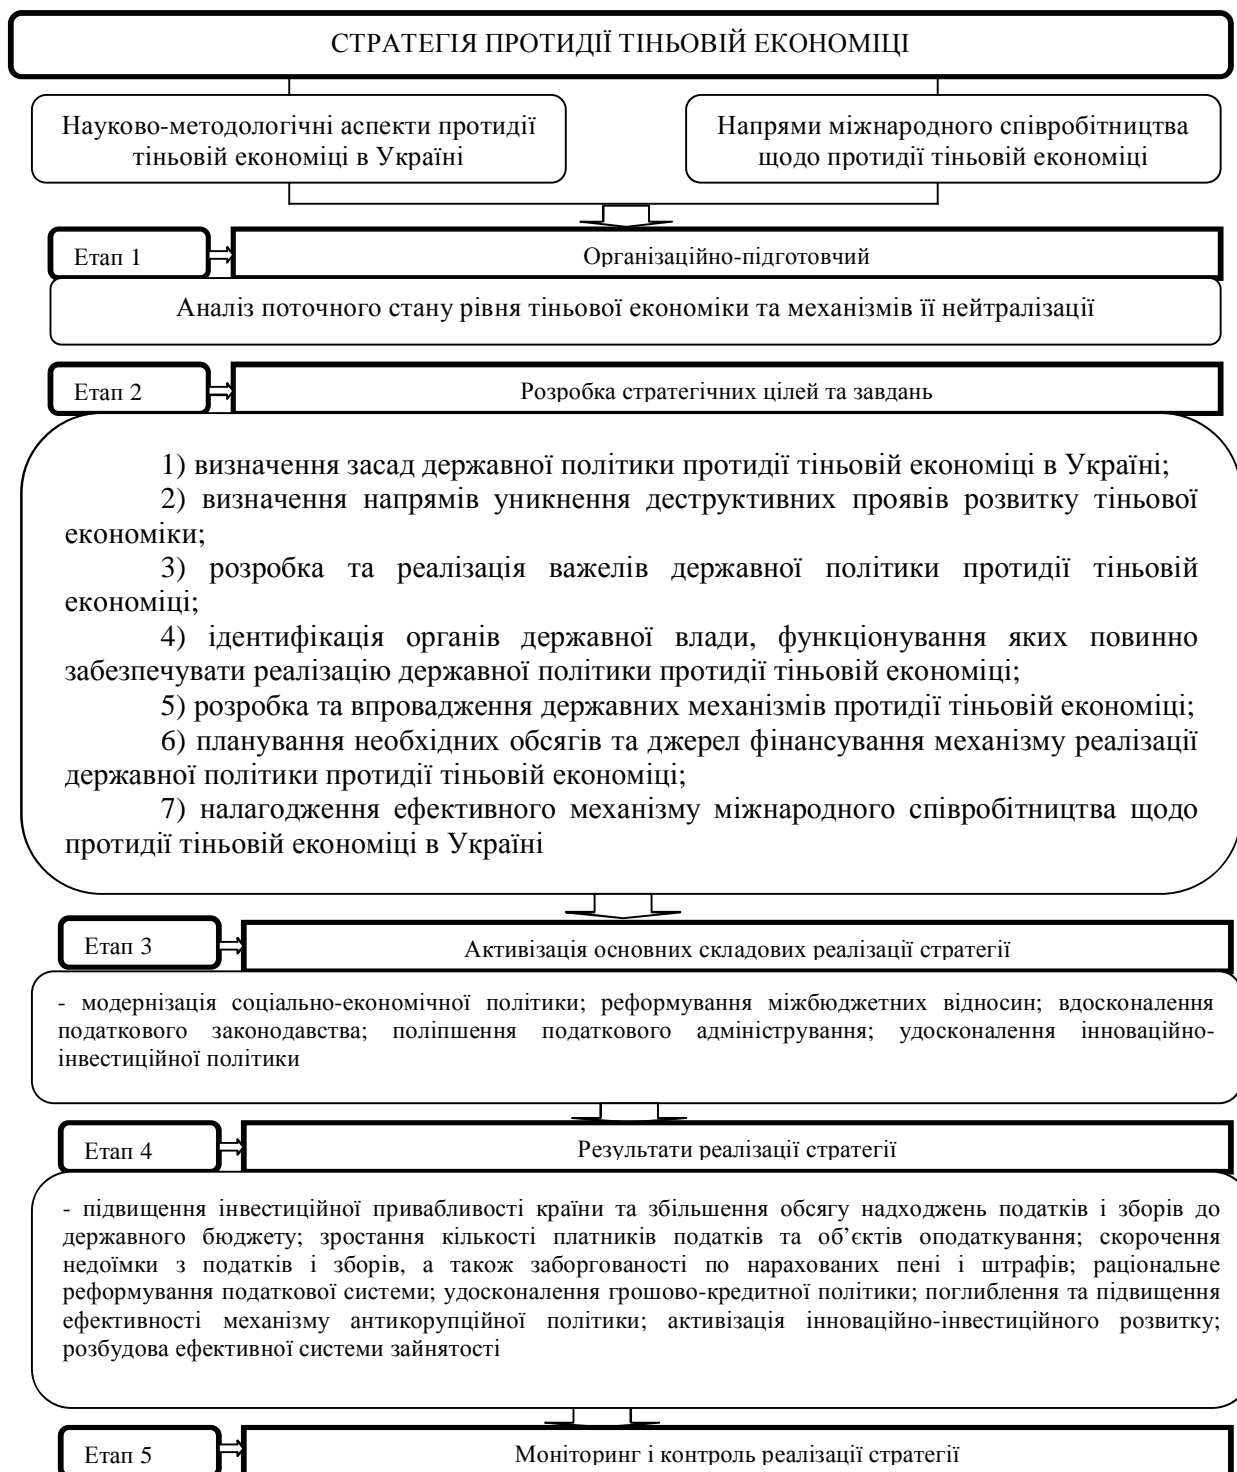 СТРАТЕГІЯ ПРОТИДІЇ ТІНЬОВІЙ ЕКОНОМІЦІ
Науково-методологічні аспекти протидії
тіньовій економіці в Україні
Напрями міжнародного співробітництва
щодо протидії тіньовій економіці
Етап 1
Організаційно-підготовчий
Аналіз поточного стану рівня тіньової економіки та механізмів її нейтралізації
Етап 2
Розробка стратегічних цілей та завдань
1) визначення засад державної політики протидії тіньовій економіці в Україні;
2) визначення напрямів уникнення деструктивних проявів розвитку тіньової
економіки;
3) розробка та реалізація важелів державної політики протидії тіньовій
економіці;
4) ідентифікація органів державної влади, функціонування яких повинно
забезпечувати реалізацію державної політики протидії тіньовій економіці;
5) розробка та впровадження державних механізмів протидії тіньовій економіці;
6) планування необхідних обсягів та джерел фінансування механізму реалізації
державної політики протидії тіньовій економіці;
7) налагодження ефективного механізму міжнародного співробітництва щодо
протидії тіньовій економіці в Україні
Етап 3
Активізація основних складових реалізації стратегії
- модернізація соціально-економічної політики; реформування міжбюджетних відносин; вдосконалення
податкового законодавства; поліпшення податкового адміністрування; удосконалення інноваційно-
інвестиційної політики
Етап 4
Результати реалізації стратегії
- підвищення інвестиційної привабливості країни та збільшення обсягу надходжень податків і зборів до
державного бюджету; зростання кількості платників податків та об’єктів оподаткування; скорочення
недоїмки з податків і зборів, а також заборгованості по нарахованих пені і штрафів; раціональне
реформування податкової системи; удосконалення грошово-кредитної політики; поглиблення та підвищення
ефективності механізму антикорупційної політики; активізація інноваційно-інвестиційного розвитку;
розбудова ефективної системи зайнятості
Етап 5
Моніторинг і контроль реалізації стратегії